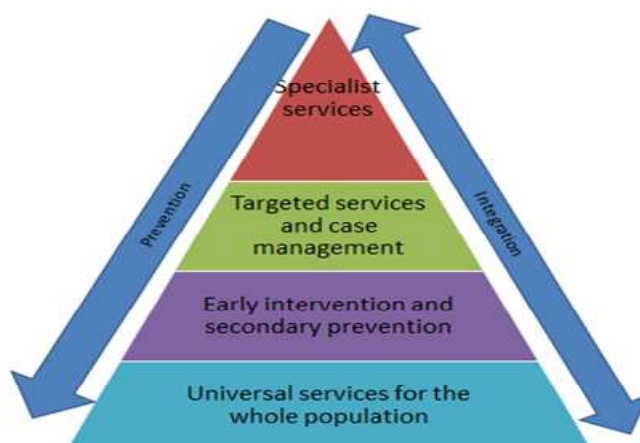 Specialist
services
Targeted services
and case
management
Early intervention and
secondary prevention
Universal services for the
whole population
Prevention
Integration